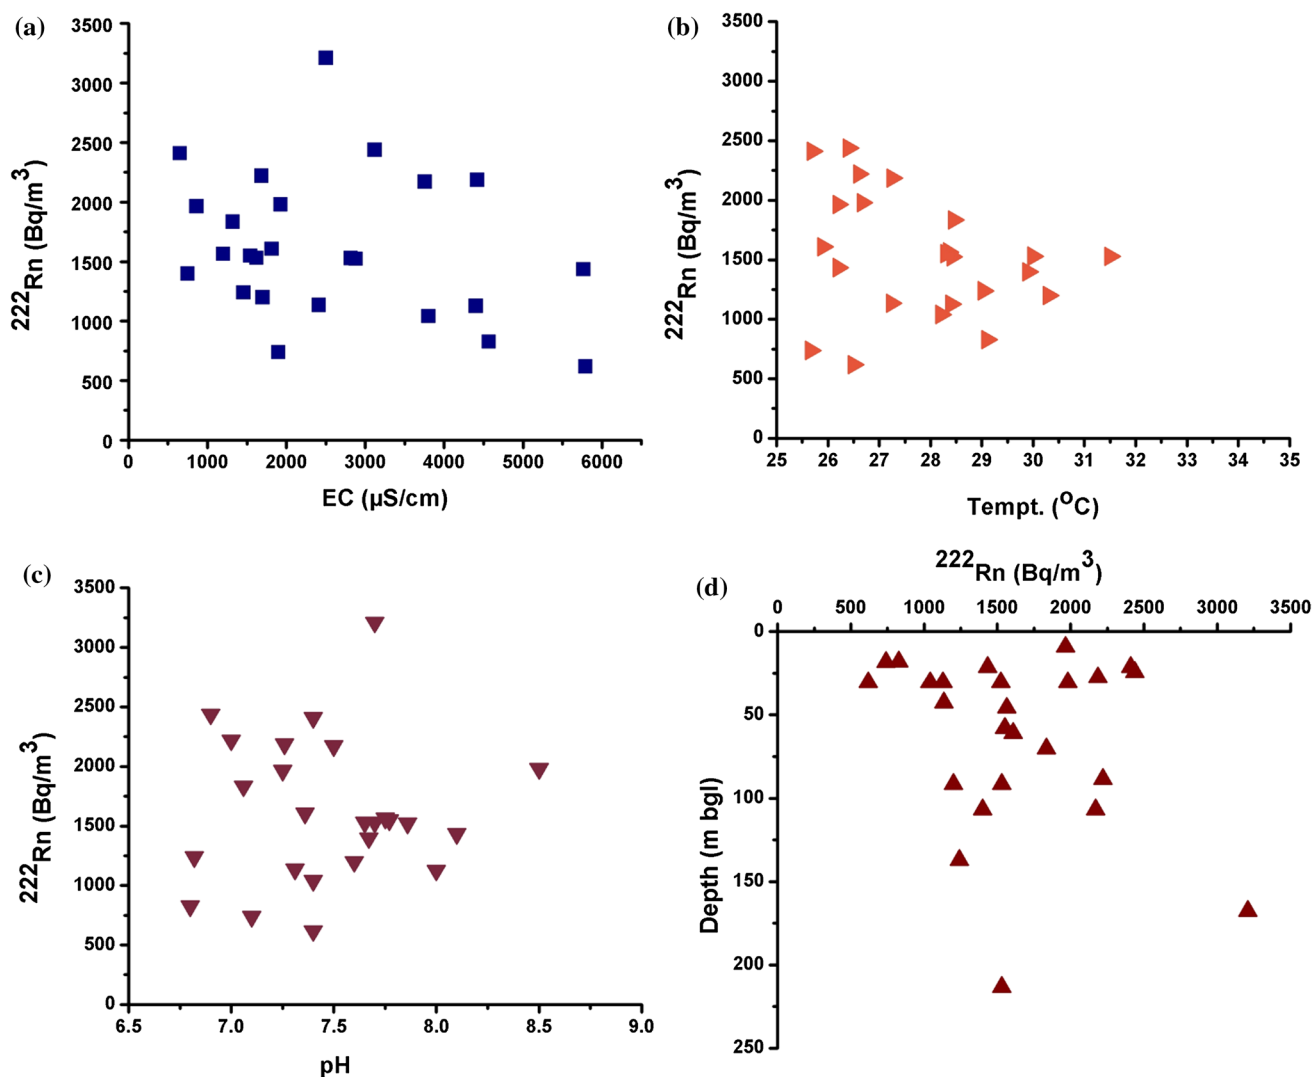 (a)
3500
3000
2500
2000
1500
1000
500
0
222Rn (Bq/m3)
0 1000 2000 3000 4000 5000 6000
EC (µS/cm)
(b)
3500
3000
2500
2000
1500
1000
500
0
222Rn (Bq/m3)
25 26 27 28 29 30 31 32 33 34 35
Tempt. (oC)
(c)
3500
3000
2500
2000
1500
1000
500
0
222Rn (Bq/m3)
6.5 7.0 7.5 8.0 8.5 9.0
pH
222Rn (Bq/m3)
(d)
0 500 1000 1500 2000 2500 3000 3500
0
50
100
150
200
250
Depth (m bgl)